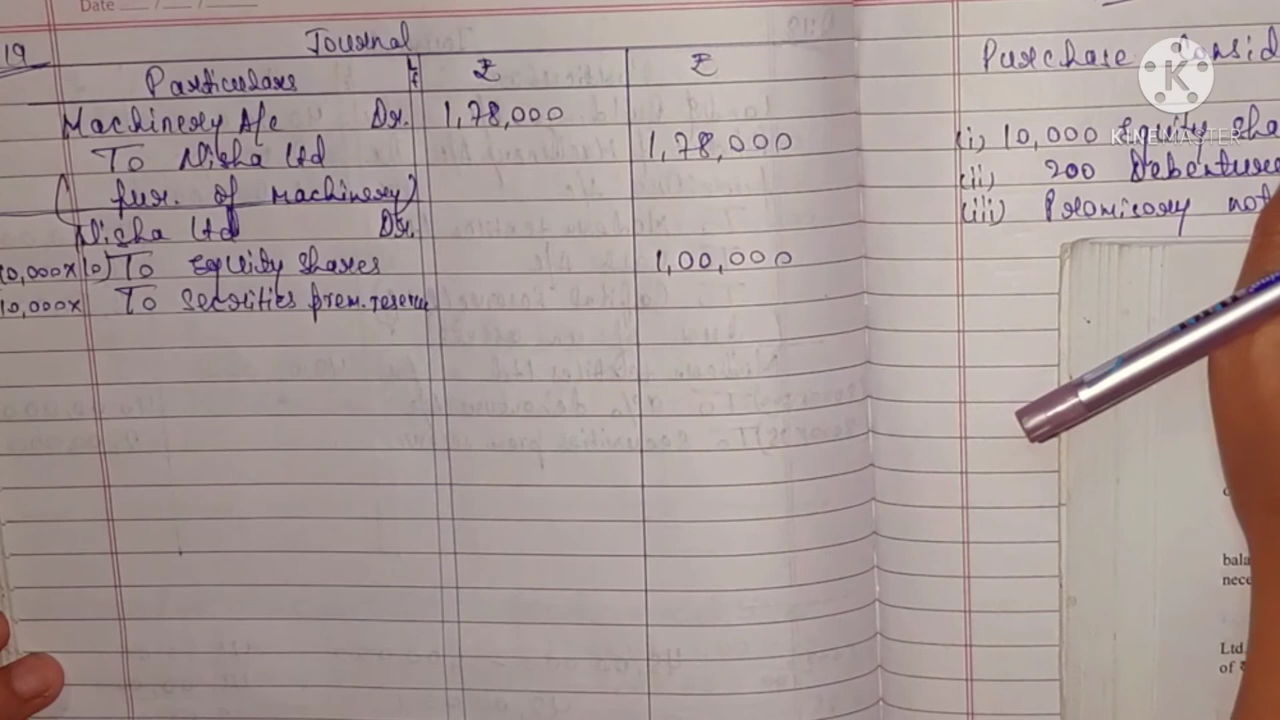 Date
19
Journal
Particulars L.F ₹ ₹
Machinery A/c Dr. 1,78,000
To Nisha Ltd 1,78,000
( pur. of Machinery)
Nisha Ltd Dr.
(10,000×10) To Equity Shares 1,00,000
10,000× To Securities prem. reserve
Purchase Consid
(i) 10,000 Equity Sha
(ii) 200 Debenture
(iii) Promicory not
K
KINEMASTER
bala
nece
Ltd
of ₹